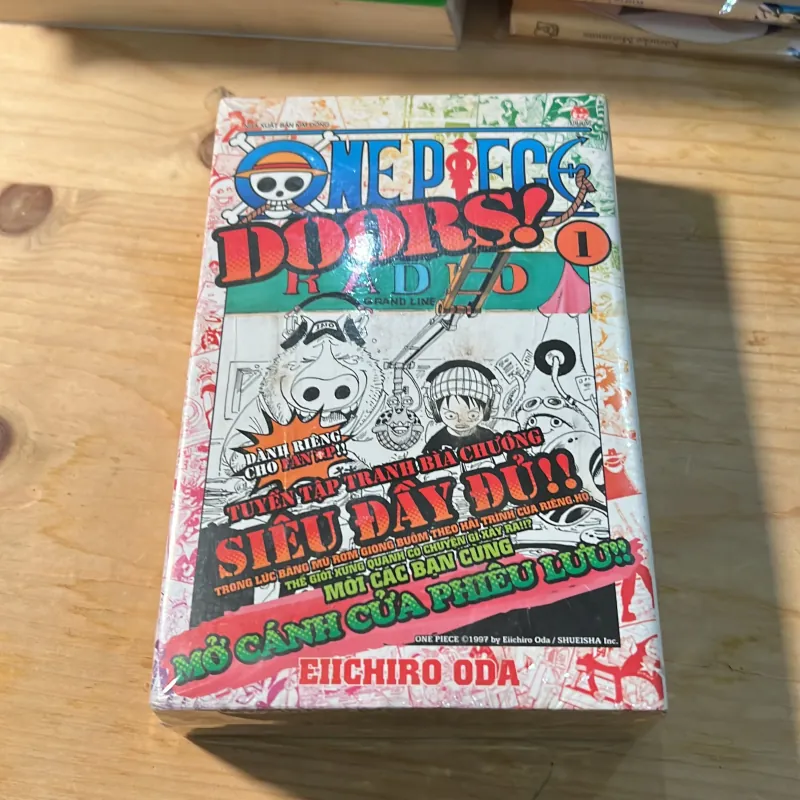 NHÀ XUẤT BẢN KIM ĐỒNG
ONE PIECE
DOORS!
1
RADIO
GRAND LINE
DÀNH RIÊNG
CHO FAN OP!!
TUYỂN TẬP TRANH BÌA CHƯƠNG
SIÊU ĐẦY ĐỦ!!
TRONG LÚC BĂNG MŨ RƠM GIONG BUỒM THEO HẢI TRÌNH CỦA RIÊNG HỌ,
THẾ GIỚI XUNG QUANH CÓ CHUYỆN GÌ XẢY RA!?
MỜI CÁC BẠN CÙNG
MỞ CÁNH CỬA PHIÊU LƯU!!
ONE PIECE ©1997 by Eiichiro Oda / SHUEISHA Inc.
EIICHIRO ODA